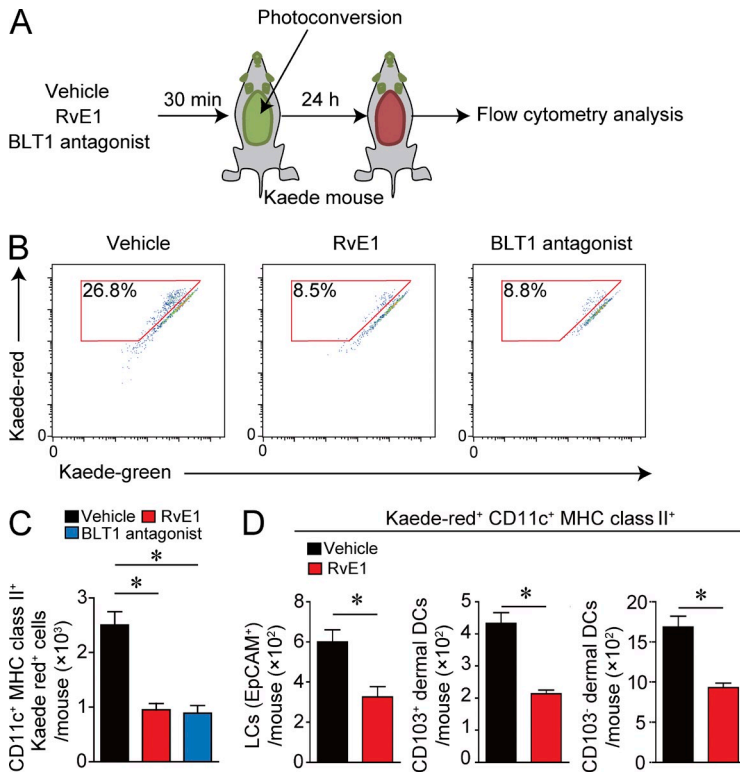 A
Photoconversion
Vehicle
RvE1
BLT1 antagonist
30 min
24 h
Flow cytometry analysis
Kaede mouse
B
Vehicle
RvE1
BLT1 antagonist
26.8%
8.5%
8.8%
Kaede-red
0
0
0
0
0
0
Kaede-green
C
Vehicle
RvE1
BLT1 antagonist
*
*
CD11c⁺ MHC class II⁺
Kaede red⁺ cells
/mouse (×10³)
3
2
1
0
D
Kaede-red⁺ CD11c⁺ MHC class II⁺
Vehicle
RvE1
LCs (EpCAM⁺)
/mouse (×10²)
8
6
4
2
0
*
CD103⁺ dermal DCs
/mouse (×10²)
5
4
3
2
1
0
*
CD103⁻ dermal DCs
/mouse (×10²)
20
15
10
5
0
*